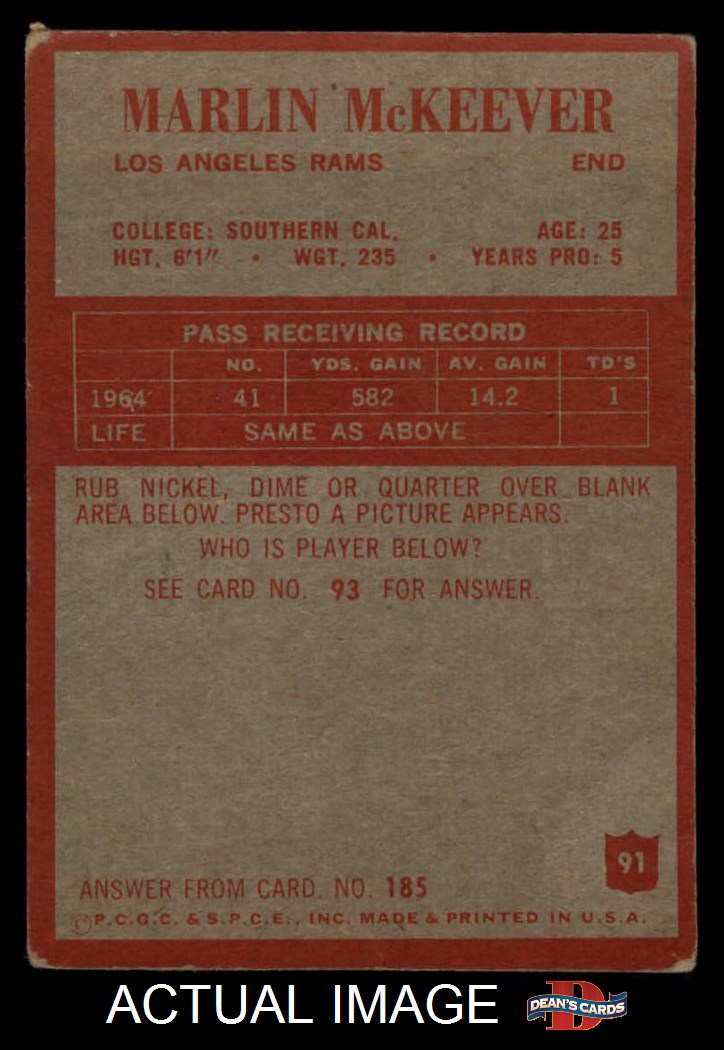 MARLIN McKEEVER
LOS ANGELES RAMS END
COLLEGE: SOUTHERN CAL. AGE: 25
HGT. 6'1" • WGT. 235 • YEARS PRO: 5
PASS RECEIVING RECORD
NO. YDS. GAIN AV. GAIN TD'S
1964 41 582 14.2 1
LIFE SAME AS ABOVE
RUB NICKEL, DIME OR QUARTER OVER BLANK
AREA BELOW. PRESTO A PICTURE APPEARS.
WHO IS PLAYER BELOW?
SEE CARD NO. 93 FOR ANSWER.
91
ANSWER FROM CARD. NO. 185
©P.C.G.C. & S.P.C.E., INC. MADE & PRINTED IN U.S.A.
ACTUAL IMAGE
D
DEAN'S CARDS